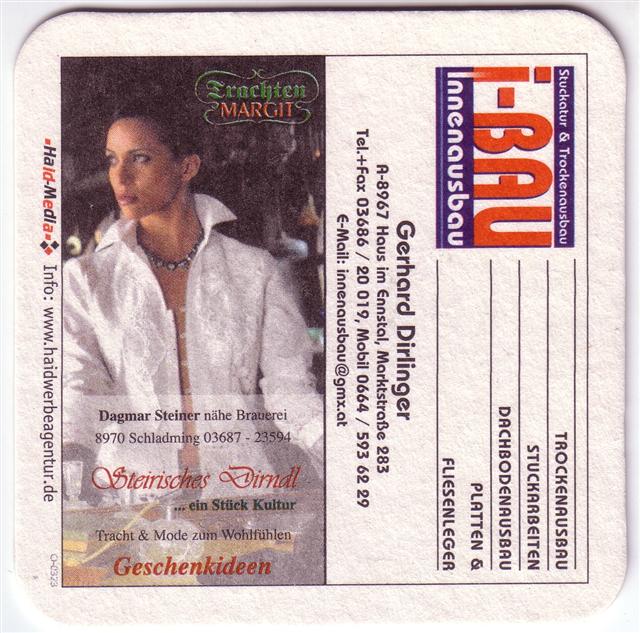 Trachten
MARGIT
Dagmar Steiner nähe Brauerei
8970 Schladming 03687 - 23594
Steirisches Dirndl
... ein Stück Kultur
Tracht & Mode zum Wohlfühlen
Geschenkideen
Stuckatur & Trockenausbau
i-BAU
Innenausbau
TROCKENAUSBAU
STUCKARBEITEN
DACHBODENAUSBAU
PLATTEN &
FLIESENLEGER
Gerhard Dirlinger
A-8967 Haus im Ennstal, Marktstraße 283
Tel.+Fax 03686 / 20 019, Mobil 0664 / 593 62 29
E-Mail: innenausbau@gmx.at
Haid-Media Info: www.haidwerbeagentur.de
O-0323